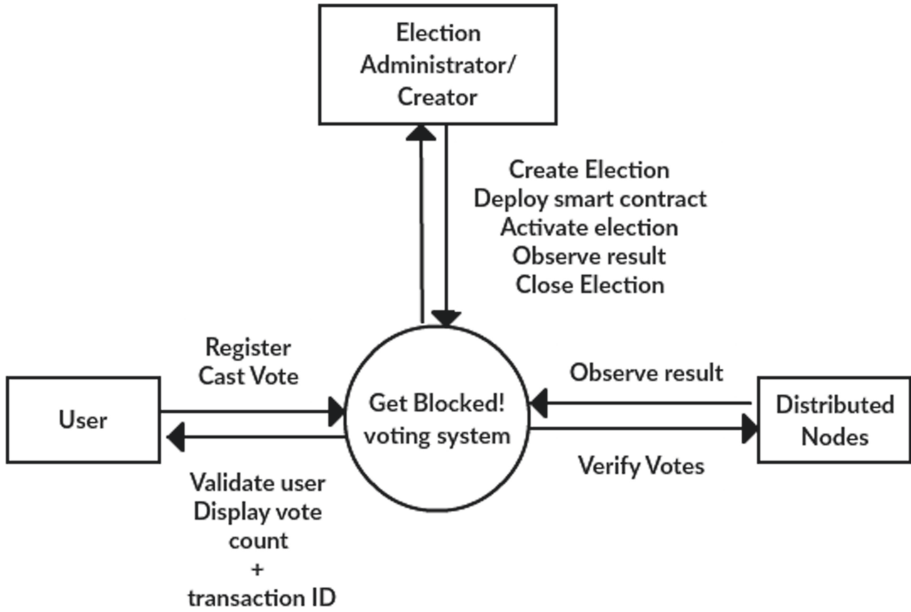 Election
Administrator/
Creator
Create Election
Deploy smart contract
Activate election
Observe result
Close Election
Register
Cast Vote
User
Get Blocked!
voting system
Observe result
Distributed
Nodes
Verify Votes
Validate user
Display vote
count
+
transaction ID